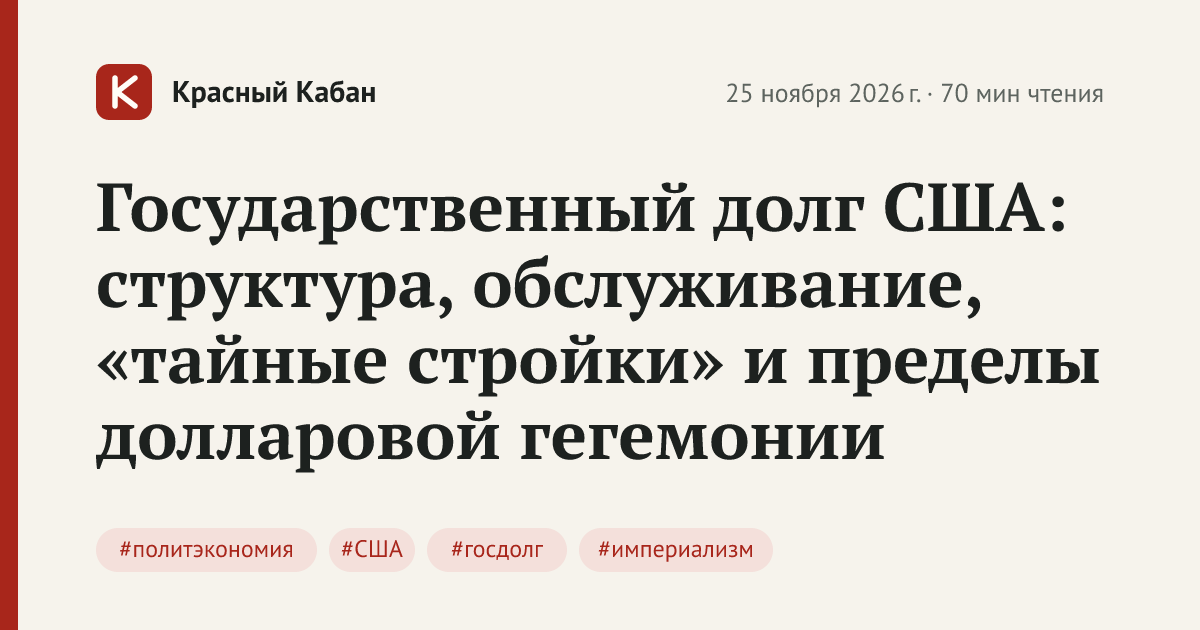 Красный Кабан
25 ноября 2026 г. · 70 мин чтения
Государственный долг США:
структура, обслуживание,
«тайные стройки» и пределы
долларовой гегемонии
#политэкономия #США #госдолг #империализм